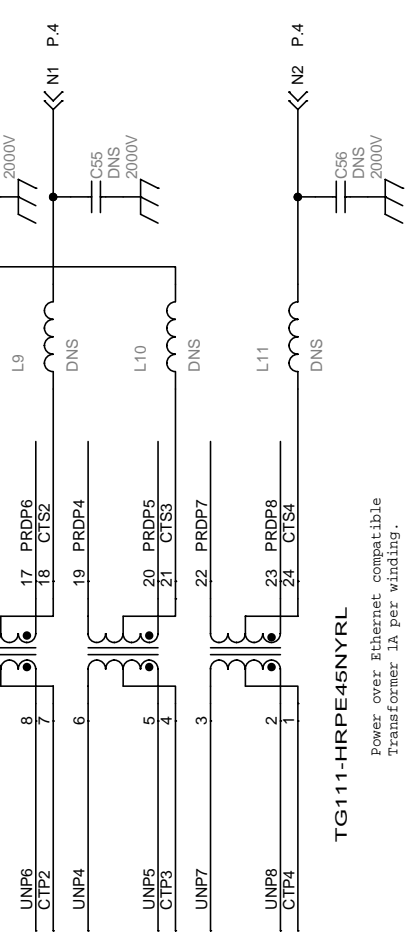 2000V
N1 P.4
C55
DNS
2000V
N2 P.4
C56
DNS
2000V
L9
DNS
L10
DNS
L11
DNS
17 PRDP6
18 CTS2
19 PRDP4
20 PRDP5
21 CTS3
22 PRDP7
23 PRDP8
24 CTS4
8
7
6
5
4
3
2
1
UNP6
CTP2
UNP4
UNP5
CTP3
UNP7
UNP8
CTP4
TG111-HRPE45NYRL
Power over Ethernet compatible
Transformer 1A per winding.